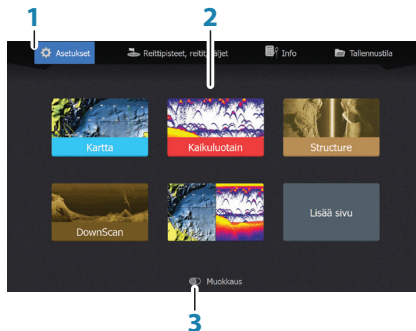 1
2
Asetukset
Reittipisteet, reitit, jäljet
Info
Tallennustila
Kartta
Kaikuluotain
Structure
DownScan
Lisää sivu
Muokkaus
3